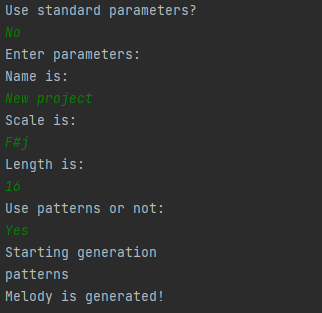 Use standard parameters?
No
Enter parameters:
Name is:
New project
Scale is:
F#j
Length is:
16
Use patterns or not:
Yes
Starting generation
patterns
Melody is generated!